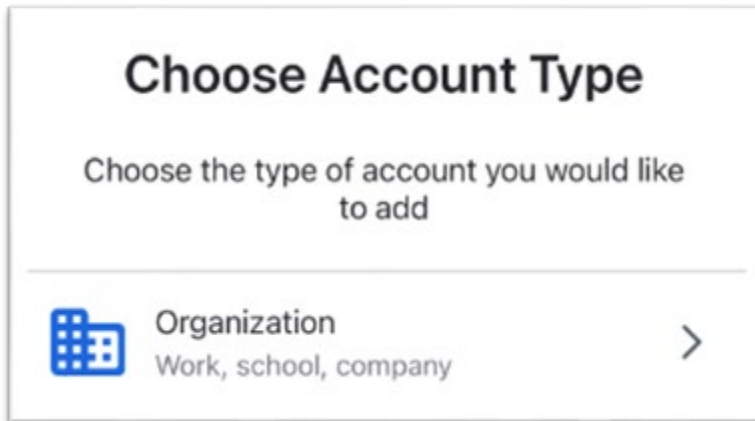 Choose Account Type
Choose the type of account you would like
to add
Organization
Work, school, company